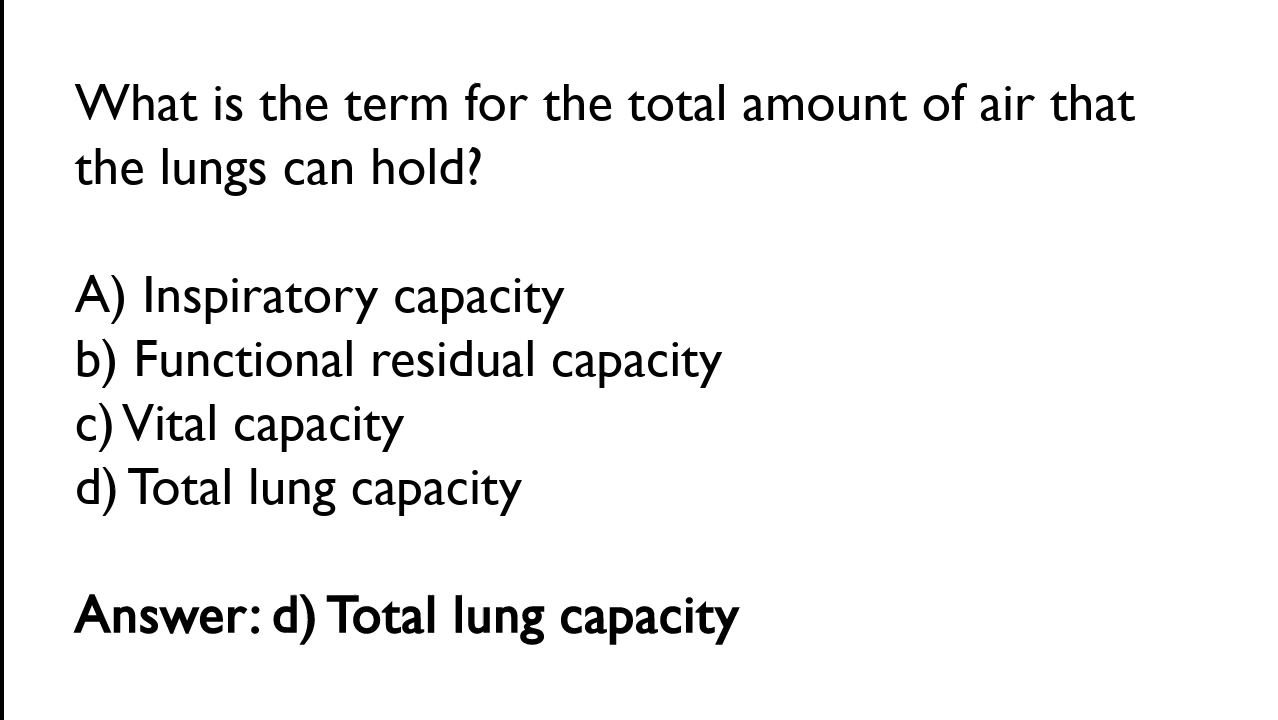 What is the term for the total amount of air that
the lungs can hold?
A) Inspiratory capacity
b) Functional residual capacity
c) Vital capacity
d) Total lung capacity
Answer: d) Total lung capacity